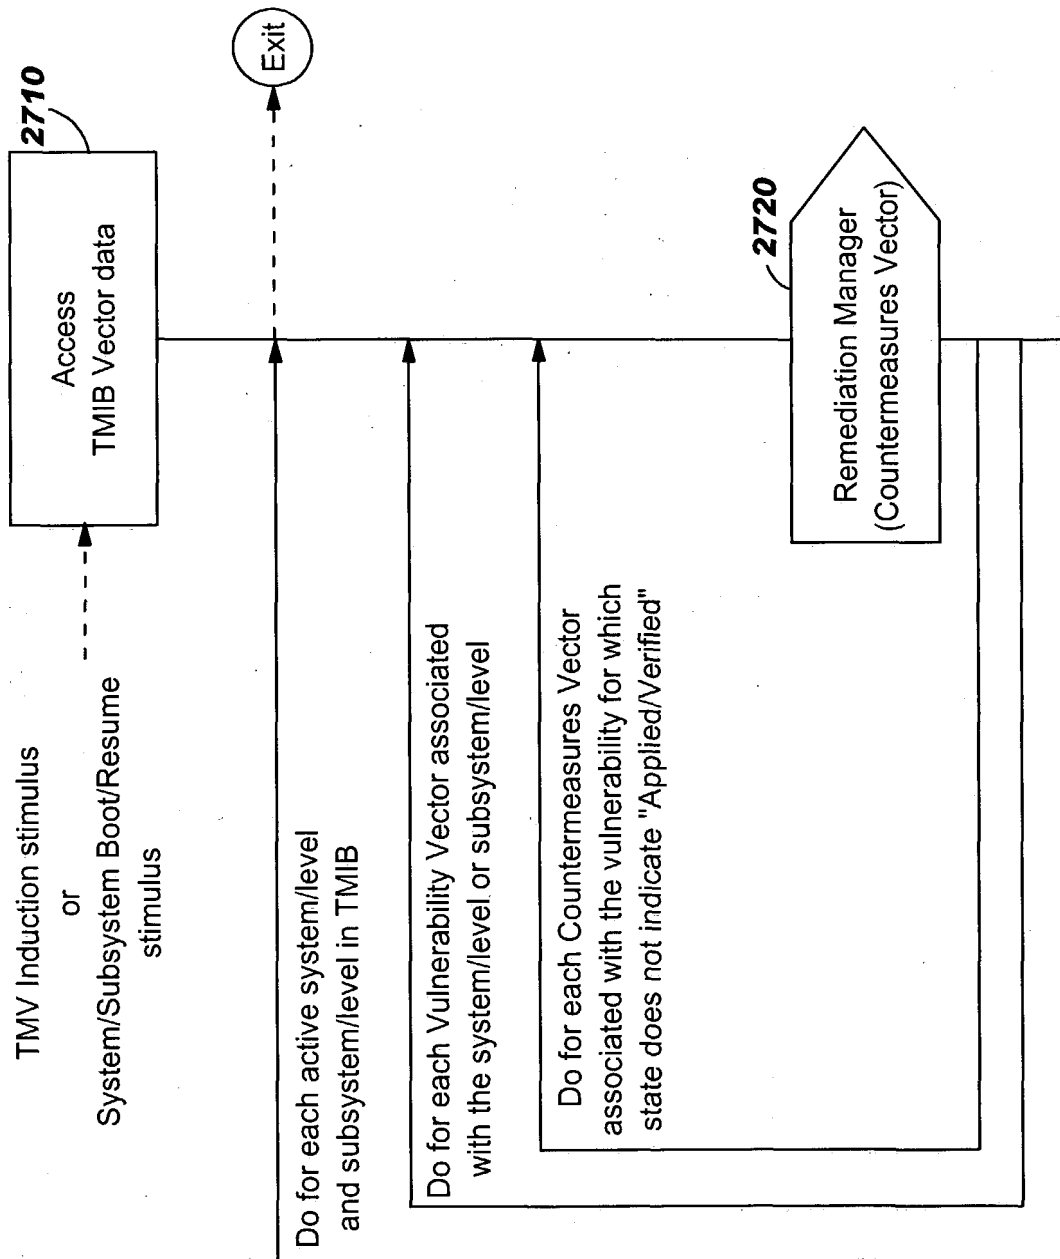 TMV Induction stimulus
or
System/Subsystem Boot/Resume
stimulus
2710
Access
TMIB Vector data
Exit
Do for each active system/level
and subsystem/level in TMIB
Do for each Vulnerability Vector associated
with the system/level or subsystem/level
Do for each Countermeasures Vector
associated with the vulnerability for which
state does not indicate "Applied/Verified"
2720
Remediation Manager
(Countermeasures Vector)